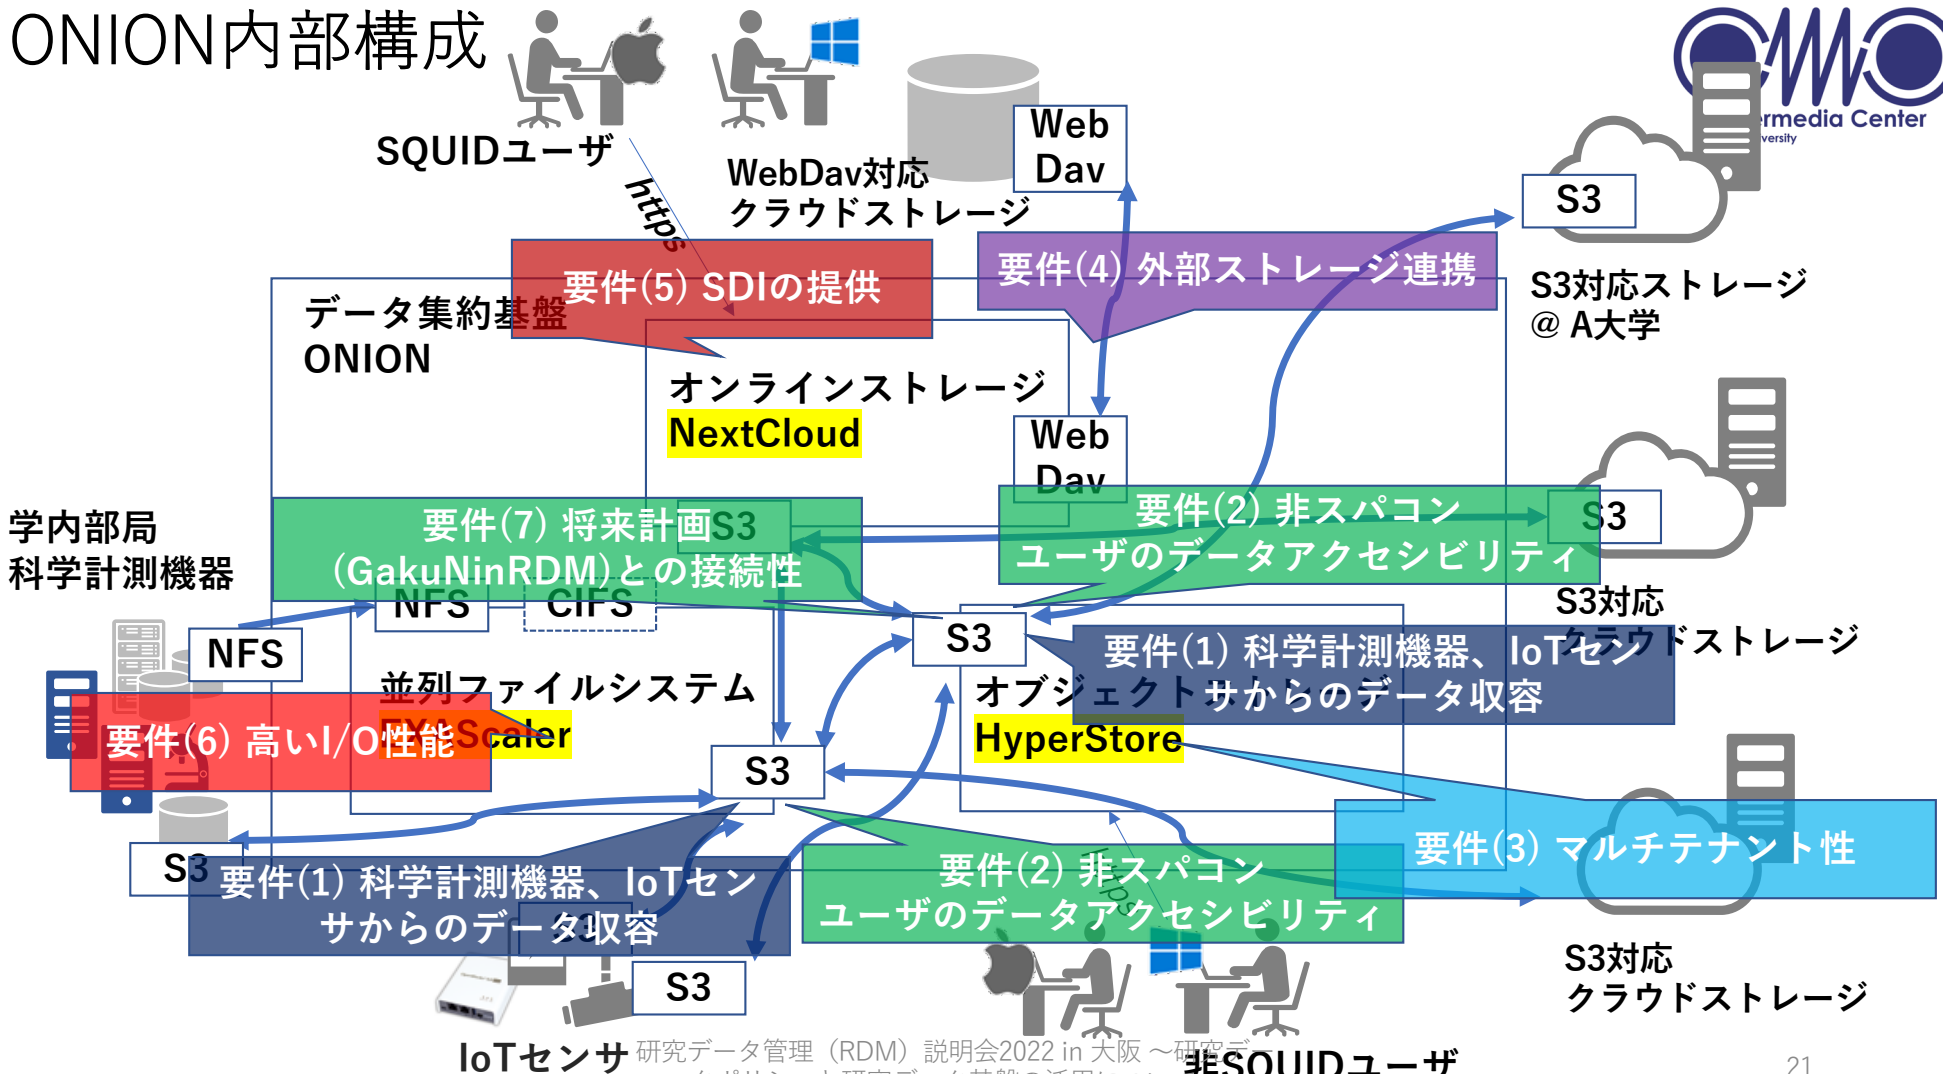 ONION内部構成
SQUIDユーザ
https
WebDav対応
クラウドストレージ
Web
Dav
ermedia Center
versity
S3
S3対応ストレージ
@ A大学
要件(5) SDIの提供
要件(4) 外部ストレージ連携
データ集約基盤
ONION
オンラインストレージ
NextCloud
Web
Dav
S3
S3
S3対応
クラウドストレージ
要件(7) 将来計画
(GakuNinRDM)との接続性
要件(2) 非スパコン
ユーザのデータアクセシビリティ
学内部局
科学計測機器
NFS
NFS
CIFS
S3
要件(1) 科学計測機器、IoTセン
サからのデータ収容
並列ファイルシステム
EXAScaler
要件(6) 高いI/O性能
オブジェクトストレージ
HyperStore
S3
要件(3) マルチテナント性
S3
要件(1) 科学計測機器、IoTセン
サからのデータ収容
要件(2) 非スパコン
ユーザのデータアクセシビリティ
https
S3
S3
S3対応
クラウドストレージ
IoTセンサ
非SQUIDユーザ
研究データ管理（RDM）説明会2022 in 大阪 ～研究デー
21